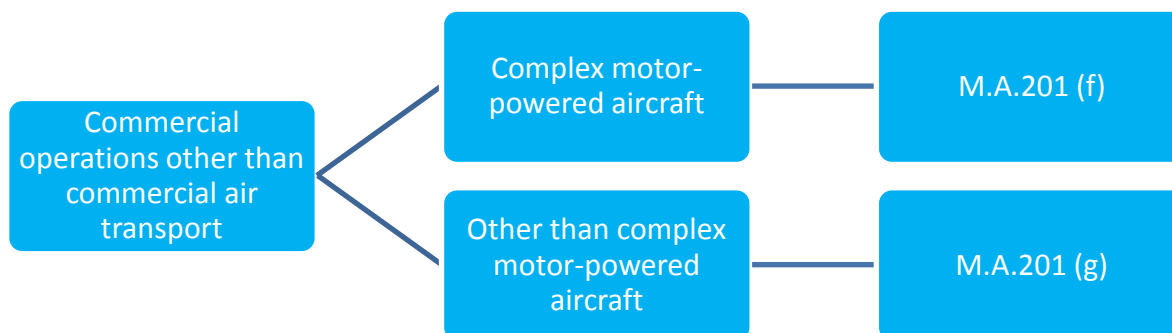 Commercial
operations other than
commercial air
transport
Complex motor-
powered aircraft
M.A.201 (f)
Other than complex
motor-powered
aircraft
M.A.201 (g)